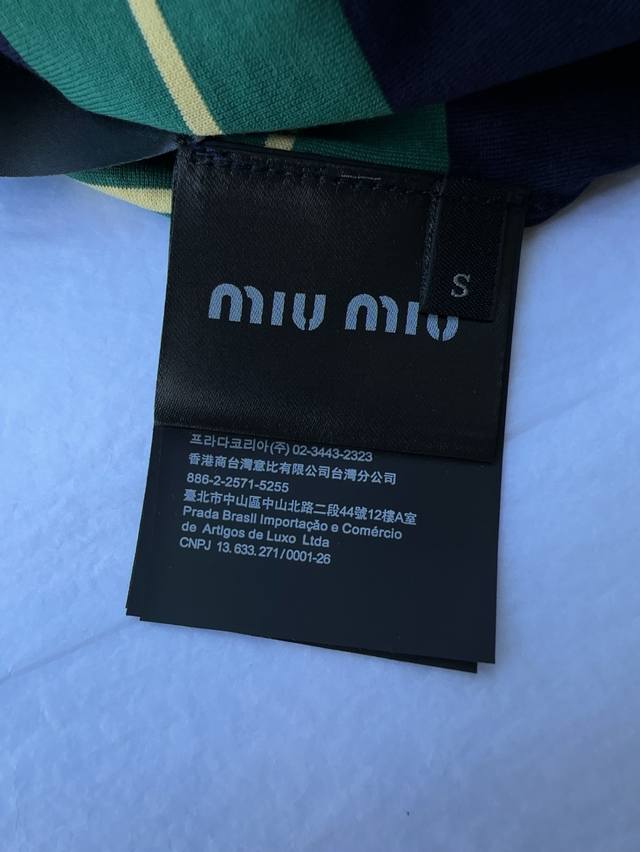 miu miu
S
프라다코리아(주) 02-3443-2323
香港商台灣意比有限公司台灣分公司
886-2-2571-5255
臺北市中山區中山北路二段44號12樓A室
Prada Brasil Importação e Comércio
de Artigos de Luxo Ltda
CNPJ 13.633.271/0001-26